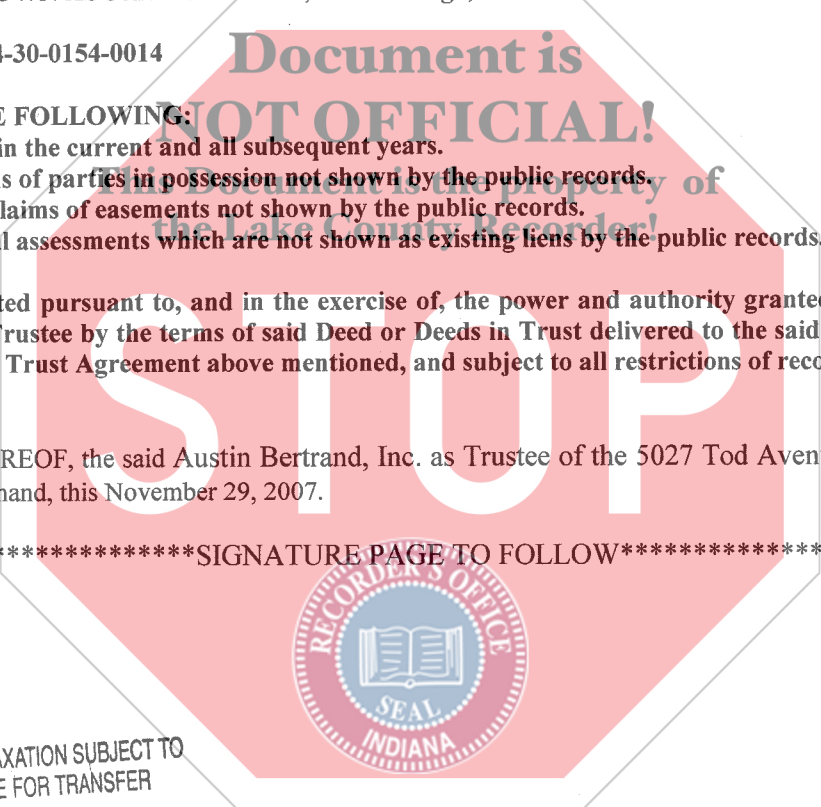 4-30-0154-0014
Document is
NOT OFFICIAL!
E FOLLOWING:
in the current and all subsequent years.
This Document is the property of
s of parties in possession not shown by the public records.
laims of easements not shown by the public records.
the Lake County Recorder!
l assessments which are not shown as existing liens by the public records.
ted pursuant to, and in the exercise of, the power and authority grante
Trustee by the terms of said Deed or Deeds in Trust delivered to the said
Trust Agreement above mentioned, and subject to all restrictions of reco
STOP
REOF, the said Austin Bertrand, Inc. as Trustee of the 5027 Tod Aven
hand, this November 29, 2007.
**************SIGNATURE PAGE TO FOLLOW**************
RECORDER'S OFFICE
SEAL
INDIANA
AXATION SUBJECT TO
E FOR TRANSFER